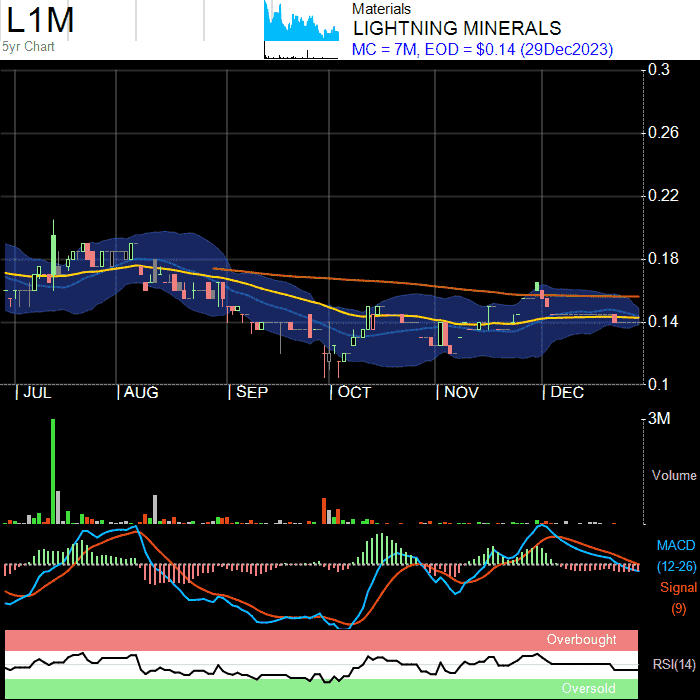 L1M
5yr Chart
Materials
LIGHTNING MINERALS
MC = 7M, EOD = $0.14 (29Dec2023)
0.3
0.26
0.22
0.18
0.14
0.1
JUL
AUG
SEP
OCT
NOV
DEC
3M
Volume
MACD
(12-26)
Signal
(9)
Overbought
RSI(14)
Oversold